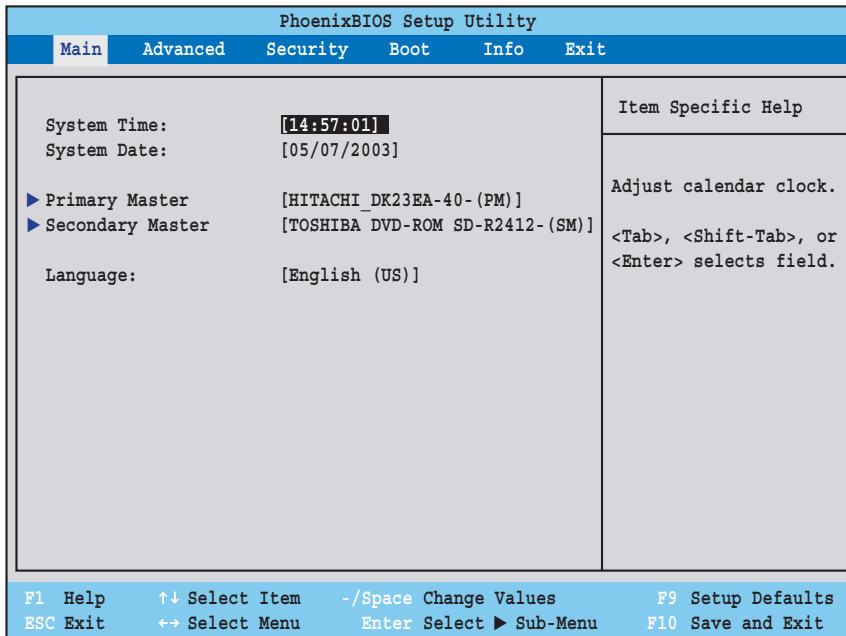 PhoenixBIOS Setup Utility
Main Advanced Security Boot Info Exit
System Time: [14:57:01]
System Date: [05/07/2003]
Primary Master [HITACHI_DK23EA-40-(PM)]
Secondary Master [TOSHIBA DVD-ROM SD-R2412-(SM)]
Language: [English (US)]
Item Specific Help
Adjust calendar clock.
<Tab>, <Shift-Tab>, or
<Enter> selects field.
F1 Help ↑↓ Select Item -/Space Change Values F9 Setup Defaults
ESC Exit ←→ Select Menu Enter Select ▶ Sub-Menu F10 Save and Exit